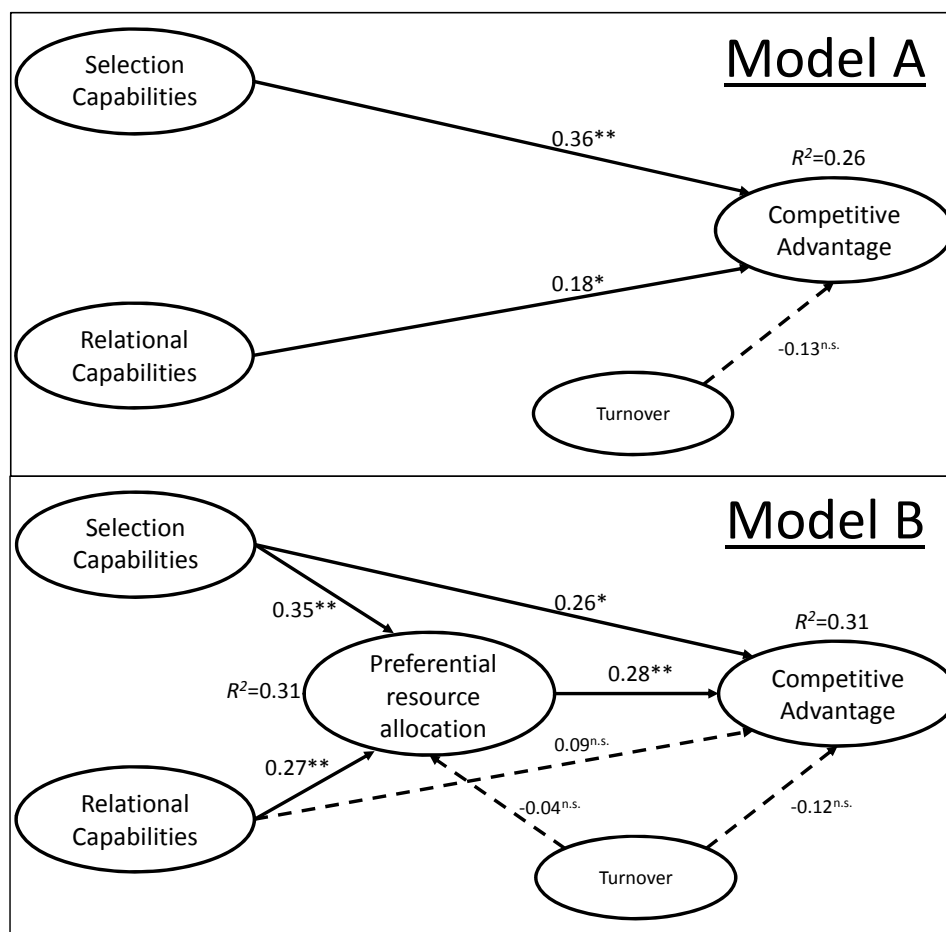 Model A
Selection
Capabilities
0.36**
R²=0.26
Competitive
Advantage
0.18*
Relational
Capabilities
-0.13ⁿ·ˢ·
Turnover
Model B
Selection
Capabilities
0.35**
0.26*
R²=0.31
Preferential
resource
allocation
R²=0.31
0.28**
Competitive
Advantage
0.27**
0.09ⁿ·ˢ·
Relational
Capabilities
-0.04ⁿ·ˢ·
-0.12ⁿ·ˢ·
Turnover